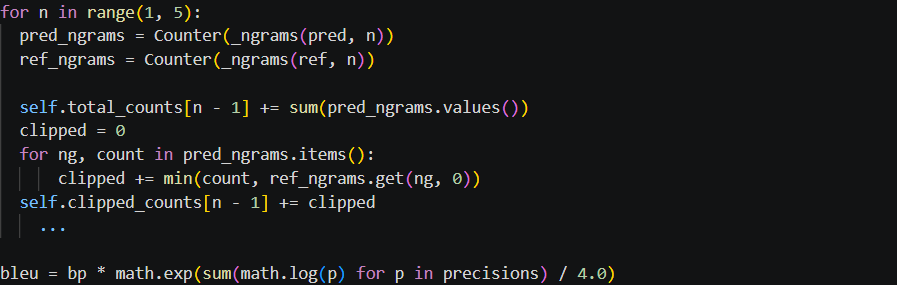 for n in range(1, 5):
  pred_ngrams = Counter(_ngrams(pred, n))
  ref_ngrams = Counter(_ngrams(ref, n))

  self.total_counts[n - 1] += sum(pred_ngrams.values())
  clipped = 0
  for ng, count in pred_ngrams.items():
      clipped += min(count, ref_ngrams.get(ng, 0))
  self.clipped_counts[n - 1] += clipped
    ...

bleu = bp * math.exp(sum(math.log(p) for p in precisions) / 4.0)